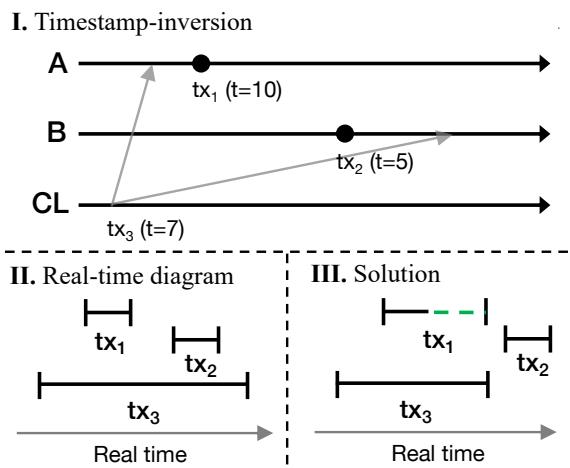 I. Timestamp-inversion
A
tx₁ (t=10)
B
tx₂ (t=5)
CL
tx₃ (t=7)
II. Real-time diagram
tx₁
tx₂
tx₃
Real time
III. Solution
tx₁
tx₂
tx₃
Real time